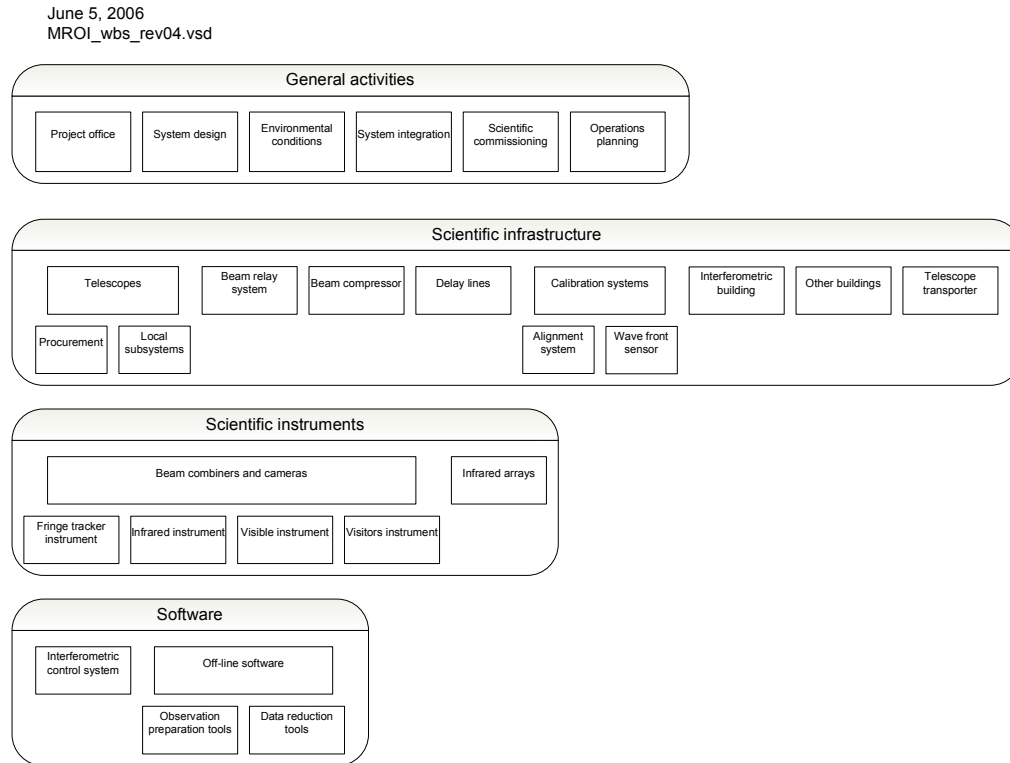 June 5, 2006
MROI_wbs_rev04.vsd
General activities
Project office
System design
Environmental
conditions
System integration
Scientific
commissioning
Operations
planning
Scientific infrastructure
Telescopes
Beam relay
system
Beam compressor
Delay lines
Calibration systems
Interferometric
building
Other buildings
Telescope
transporter
Procurement
Local
subsystems
Alignment
system
Wave front
sensor
Scientific instruments
Beam combiners and cameras
Infrared arrays
Fringe tracker
instrument
Infrared instrument
Visible instrument
Visitors instrument
Software
Interferometric
control system
Off-line software
Observation
preparation tools
Data reduction
tools